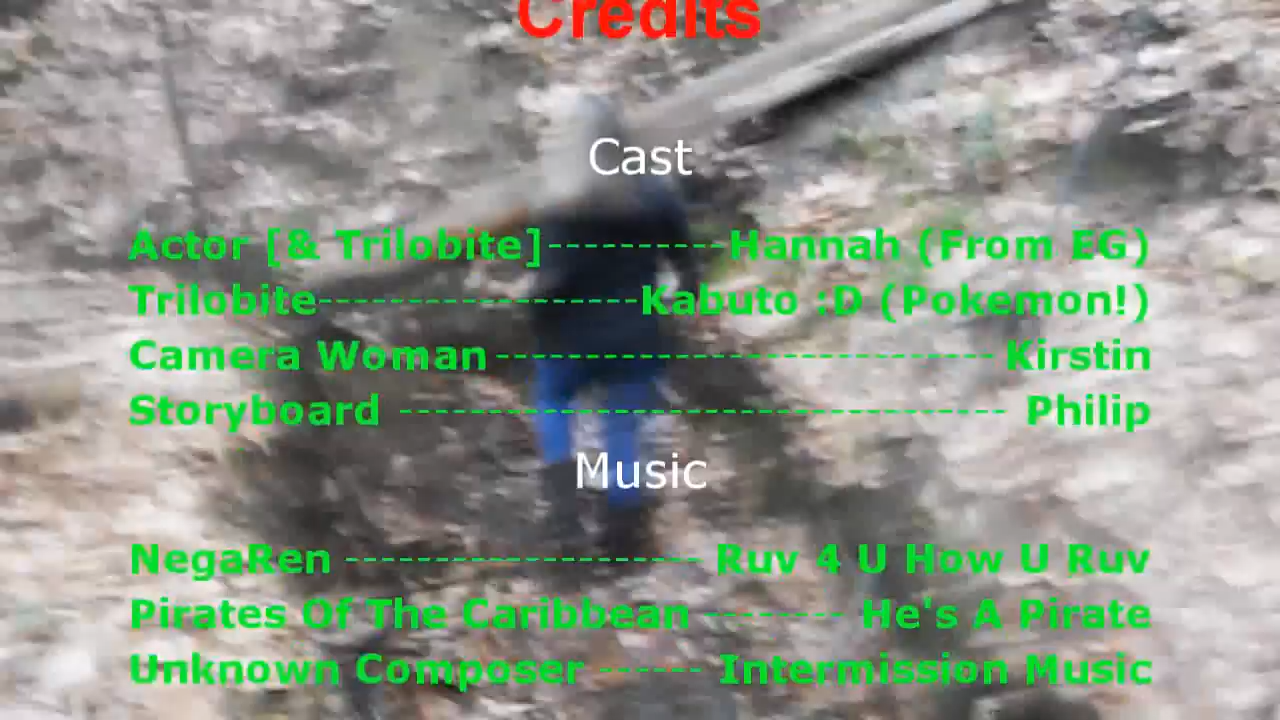 Credits
Cast
Actor [& Trilobite]----------Hannah (From EG)
Trilobite------------------Kabuto :D (Pokemon!)
Camera Woman ---------------------------- Kirstin
Storyboard ---------------------------------- Philip
Music
NegaRen -------------------- Ruv 4 U How U Ruv
Pirates Of The Caribbean -------- He's A Pirate
Unknown Composer ------ Intermission Music